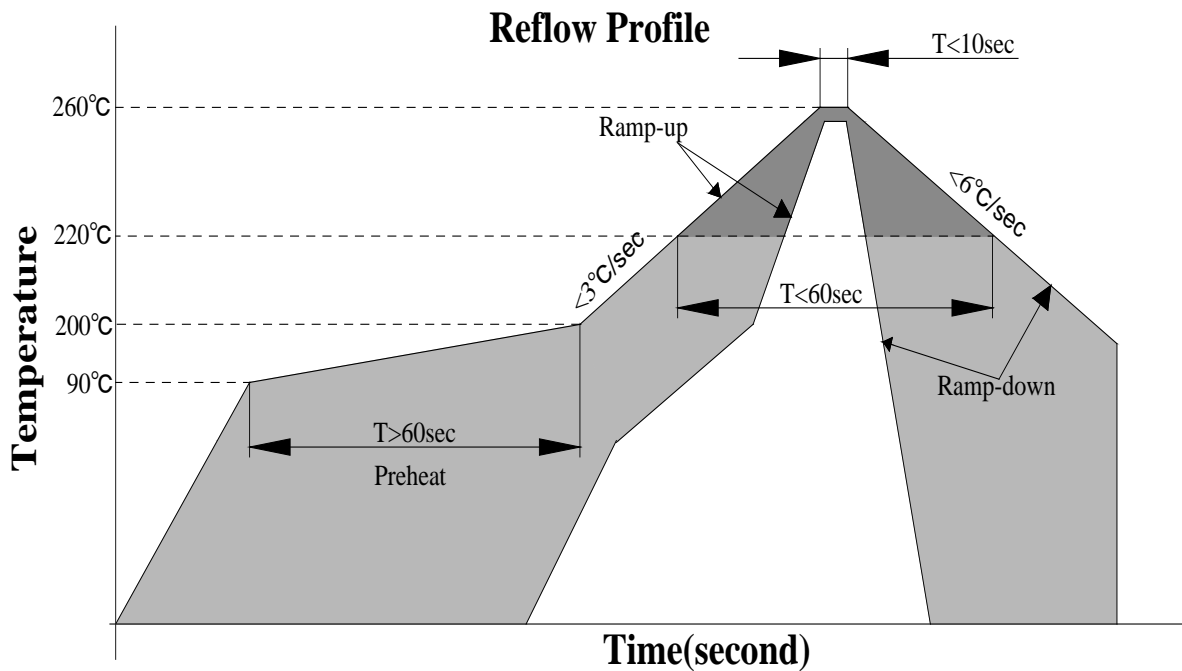 Reflow Profile
T<10sec
260℃
Ramp-up
<6℃/sec
220℃
<3℃/sec
T<60sec
200℃
90℃
Ramp-down
T>60sec
Preheat
Temperature
Time(second)